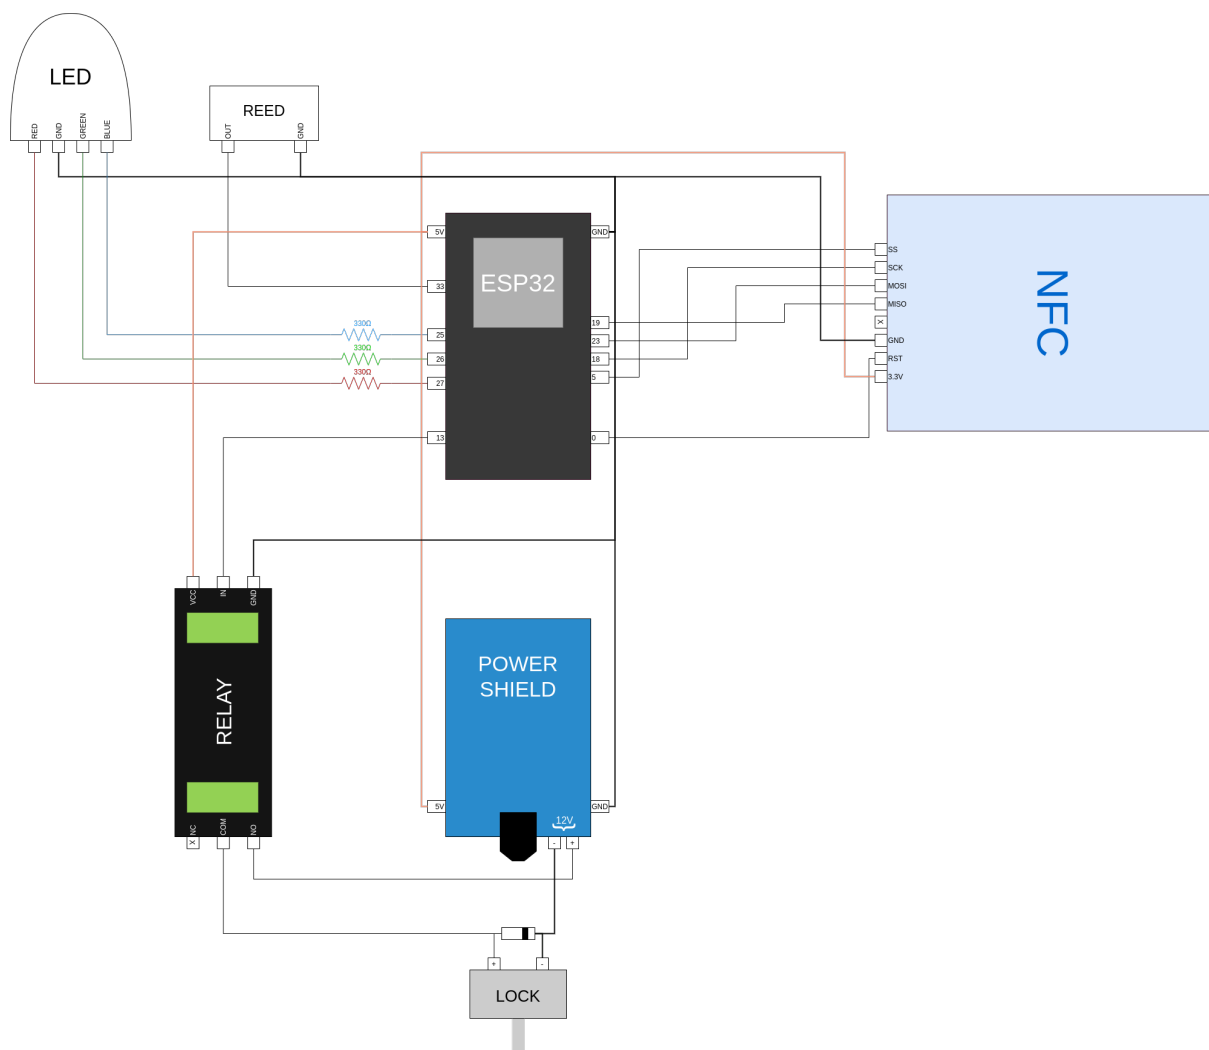 LED
RED
GND
GREEN
BLUE
REED
OUT
GND
5V
33
25
26
27
13
330Ω
330Ω
330Ω
ESP32
GND
19
23
18
5
0
SS
SCK
MOSI
MISO
X
GND
RST
3.3V
NFC
VCC
IN
GND
RELAY
X
NC
COM
NO
POWER
SHIELD
5V
GND
12V
-
+
+
-
LOCK